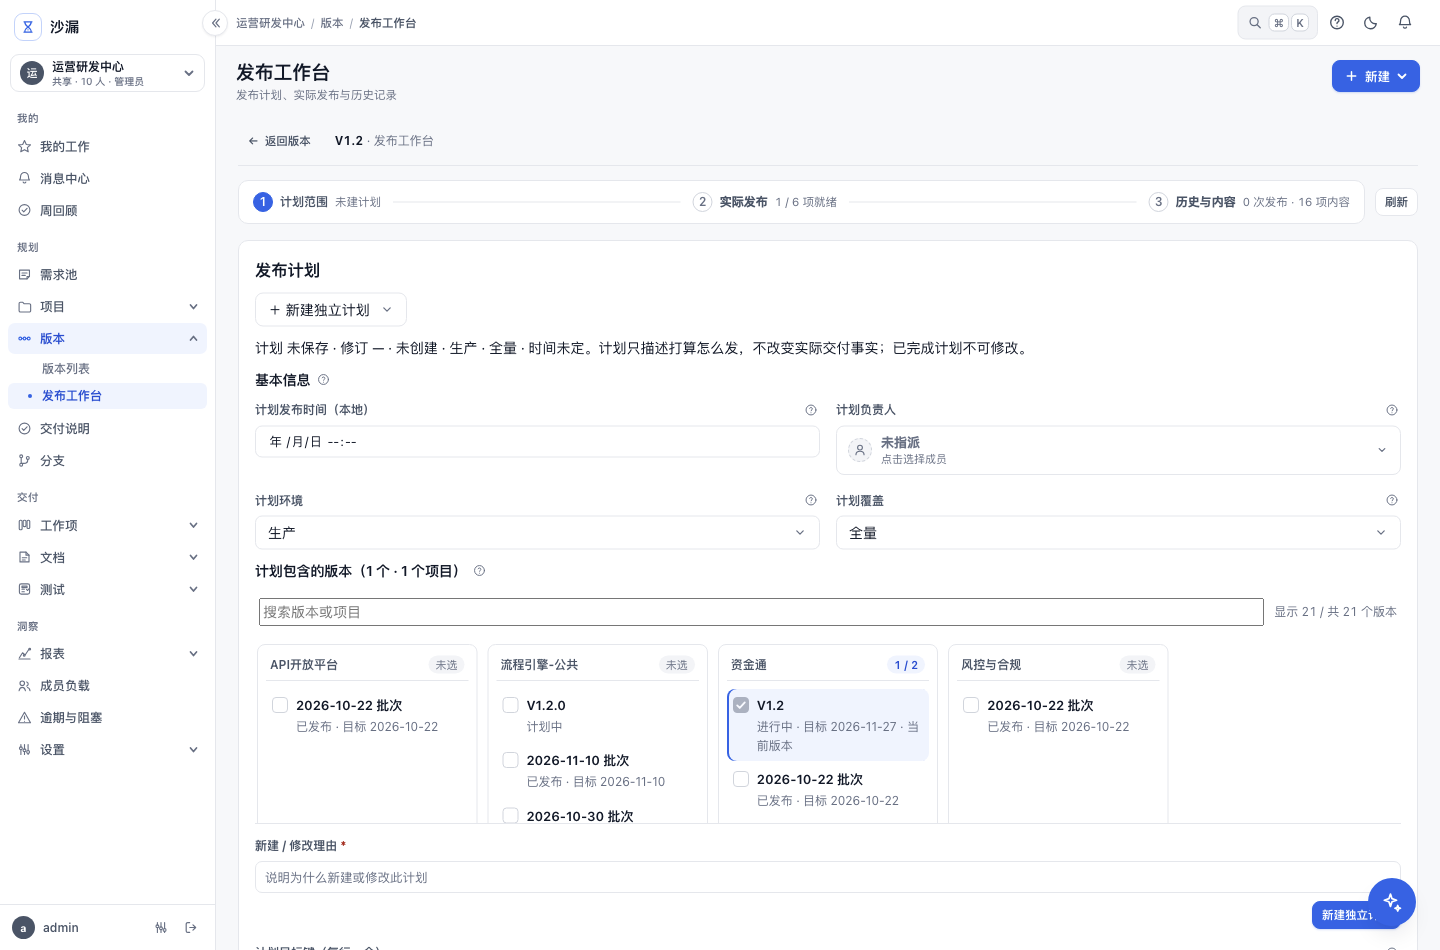 沙漏
运营研发中心 / 版本 / 发布工作台
⌘ K
运
运营研发中心
共享 · 10 人 · 管理员
我的
我的工作
消息中心
周回顾
规划
需求池
项目
版本
版本列表
发布工作台
交付说明
分支
交付
工作项
文档
测试
洞察
报表
成员负载
逾期与阻塞
设置
a admin
发布工作台
发布计划、实际发布与历史记录
新建
返回版本
V1.2 · 发布工作台
1 计划范围 未建计划
2 实际发布 1 / 6 项就绪
3 历史与内容 0 次发布 · 16 项内容
刷新
发布计划
+ 新建独立计划
计划 未保存 · 修订 — · 未创建 · 生产 · 全量 · 时间未定。计划只描述打算怎么发，不改变实际交付事实；已完成计划不可修改。
基本信息
计划发布时间（本地）
年 /月/日 --:--
计划负责人
未指派
点击选择成员
计划环境
生产
计划覆盖
全量
计划包含的版本（1 个 · 1 个项目）
搜索版本或项目
显示 21 / 共 21 个版本
API开放平台 未选
2026-10-22 批次
已发布 · 目标 2026-10-22
流程引擎-公共 未选
V1.2.0
计划中
2026-11-10 批次
已发布 · 目标 2026-11-10
2026-10-30 批次
资金通 1 / 2
V1.2
进行中 · 目标 2026-11-27 · 当
前版本
2026-10-22 批次
已发布 · 目标 2026-10-22
风控与合规 未选
2026-10-22 批次
已发布 · 目标 2026-10-22
新建 / 修改理由 *
说明为什么新建或修改此计划
新建独立